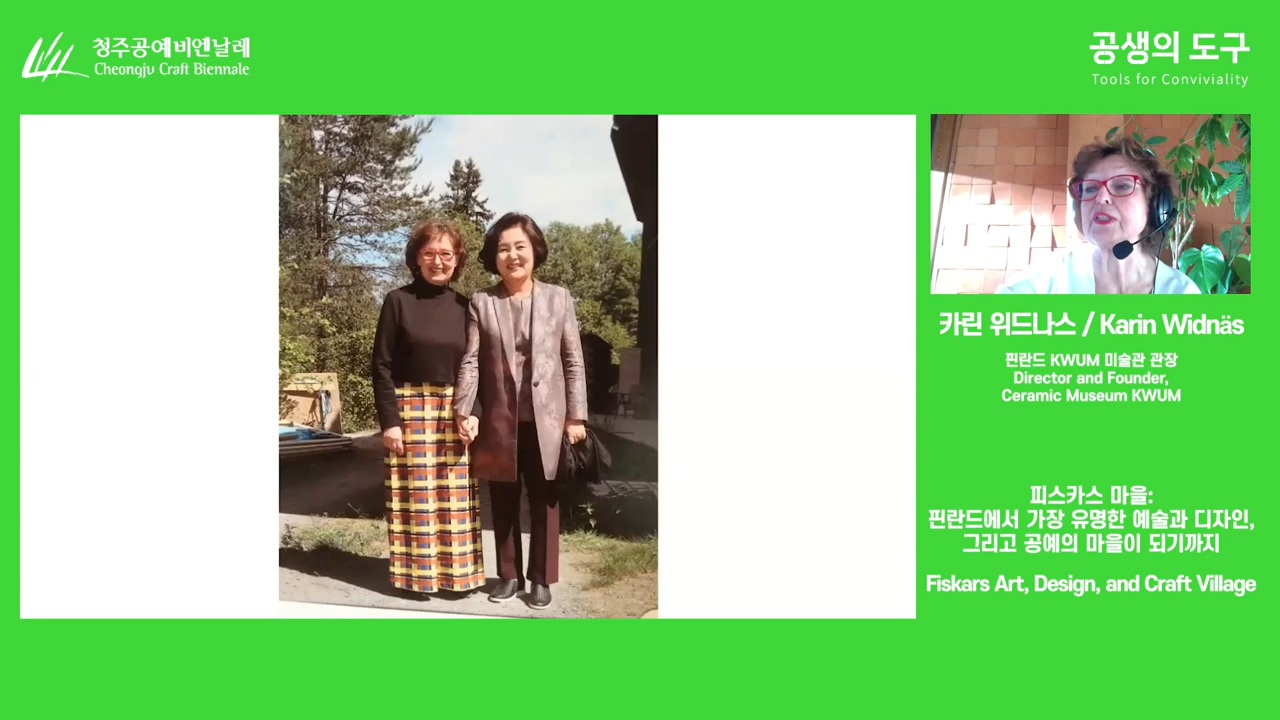 청주공예비엔날레
Cheongju Craft Biennale
공생의 도구
Tools for Conviviality
카린 위드나스 / Karin Widnäs
핀란드 KWUM 미술관 관장
Director and Founder,
Ceramic Museum KWUM
피스카스 마을:
핀란드에서 가장 유명한 예술과 디자인,
그리고 공예의 마을이 되기까지
Fiskars Art, Design, and Craft Village